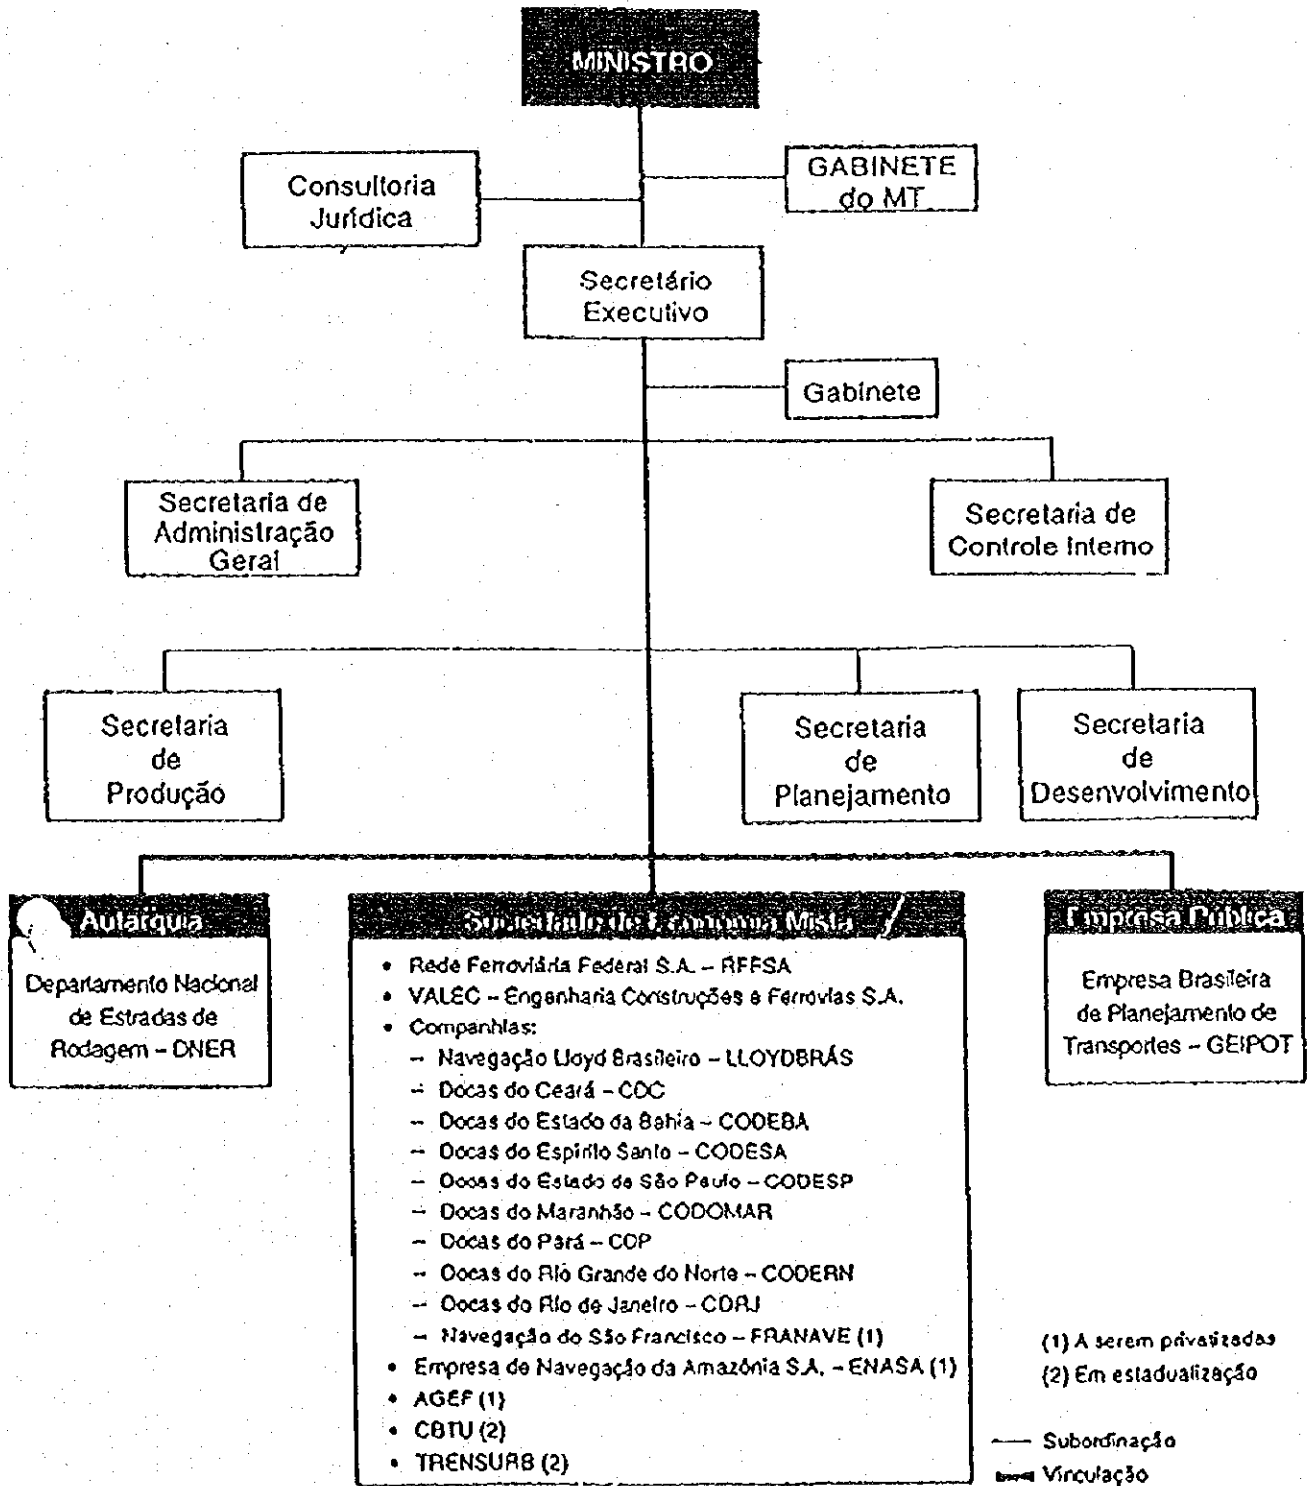 MINISTRO
Consultoria
Jurídica
GABINETE
do MT
Secretário
Executivo
Gabinete
Secretaria de
Administração
Geral
Secretaria de
Controle Interno
Secretaria
de
Produção
Secretaria
de
Planejamento
Secretaria
de
Desenvolvimento
Autarquia
Departamento Nacional
de Estradas de
Rodagem – DNER
Sociedade de Economia Mista
• Rede Ferroviária Federal S.A. – RFFSA
• VALEC – Engenharia Construções e Ferrovias S.A.
• Companhias:
– Navegação Lloyd Brasileiro – LLOYDBRÁS
– Docas do Ceará – CDC
– Docas do Estado da Bahia – CODEBA
– Docas do Espírito Santo – CODESA
– Docas do Estado de São Paulo – CODESP
– Docas do Maranhão – CODOMAR
– Docas do Pará – CDP
– Docas do Rio Grande do Norte – CODERN
– Docas do Rio de Janeiro – CDRJ
– Navegação do São Francisco – FRANAVE (1)
• Empresa de Navegação da Amazônia S.A. – ENASA (1)
• AGEF (1)
• CBTU (2)
• TRENSURB (2)
Empresa Pública
Empresa Brasileira
de Planejamento de
Transportes – GEIPOT
(1) A serem privatizadas
(2) Em estadualização
Subordinação
Vinculação